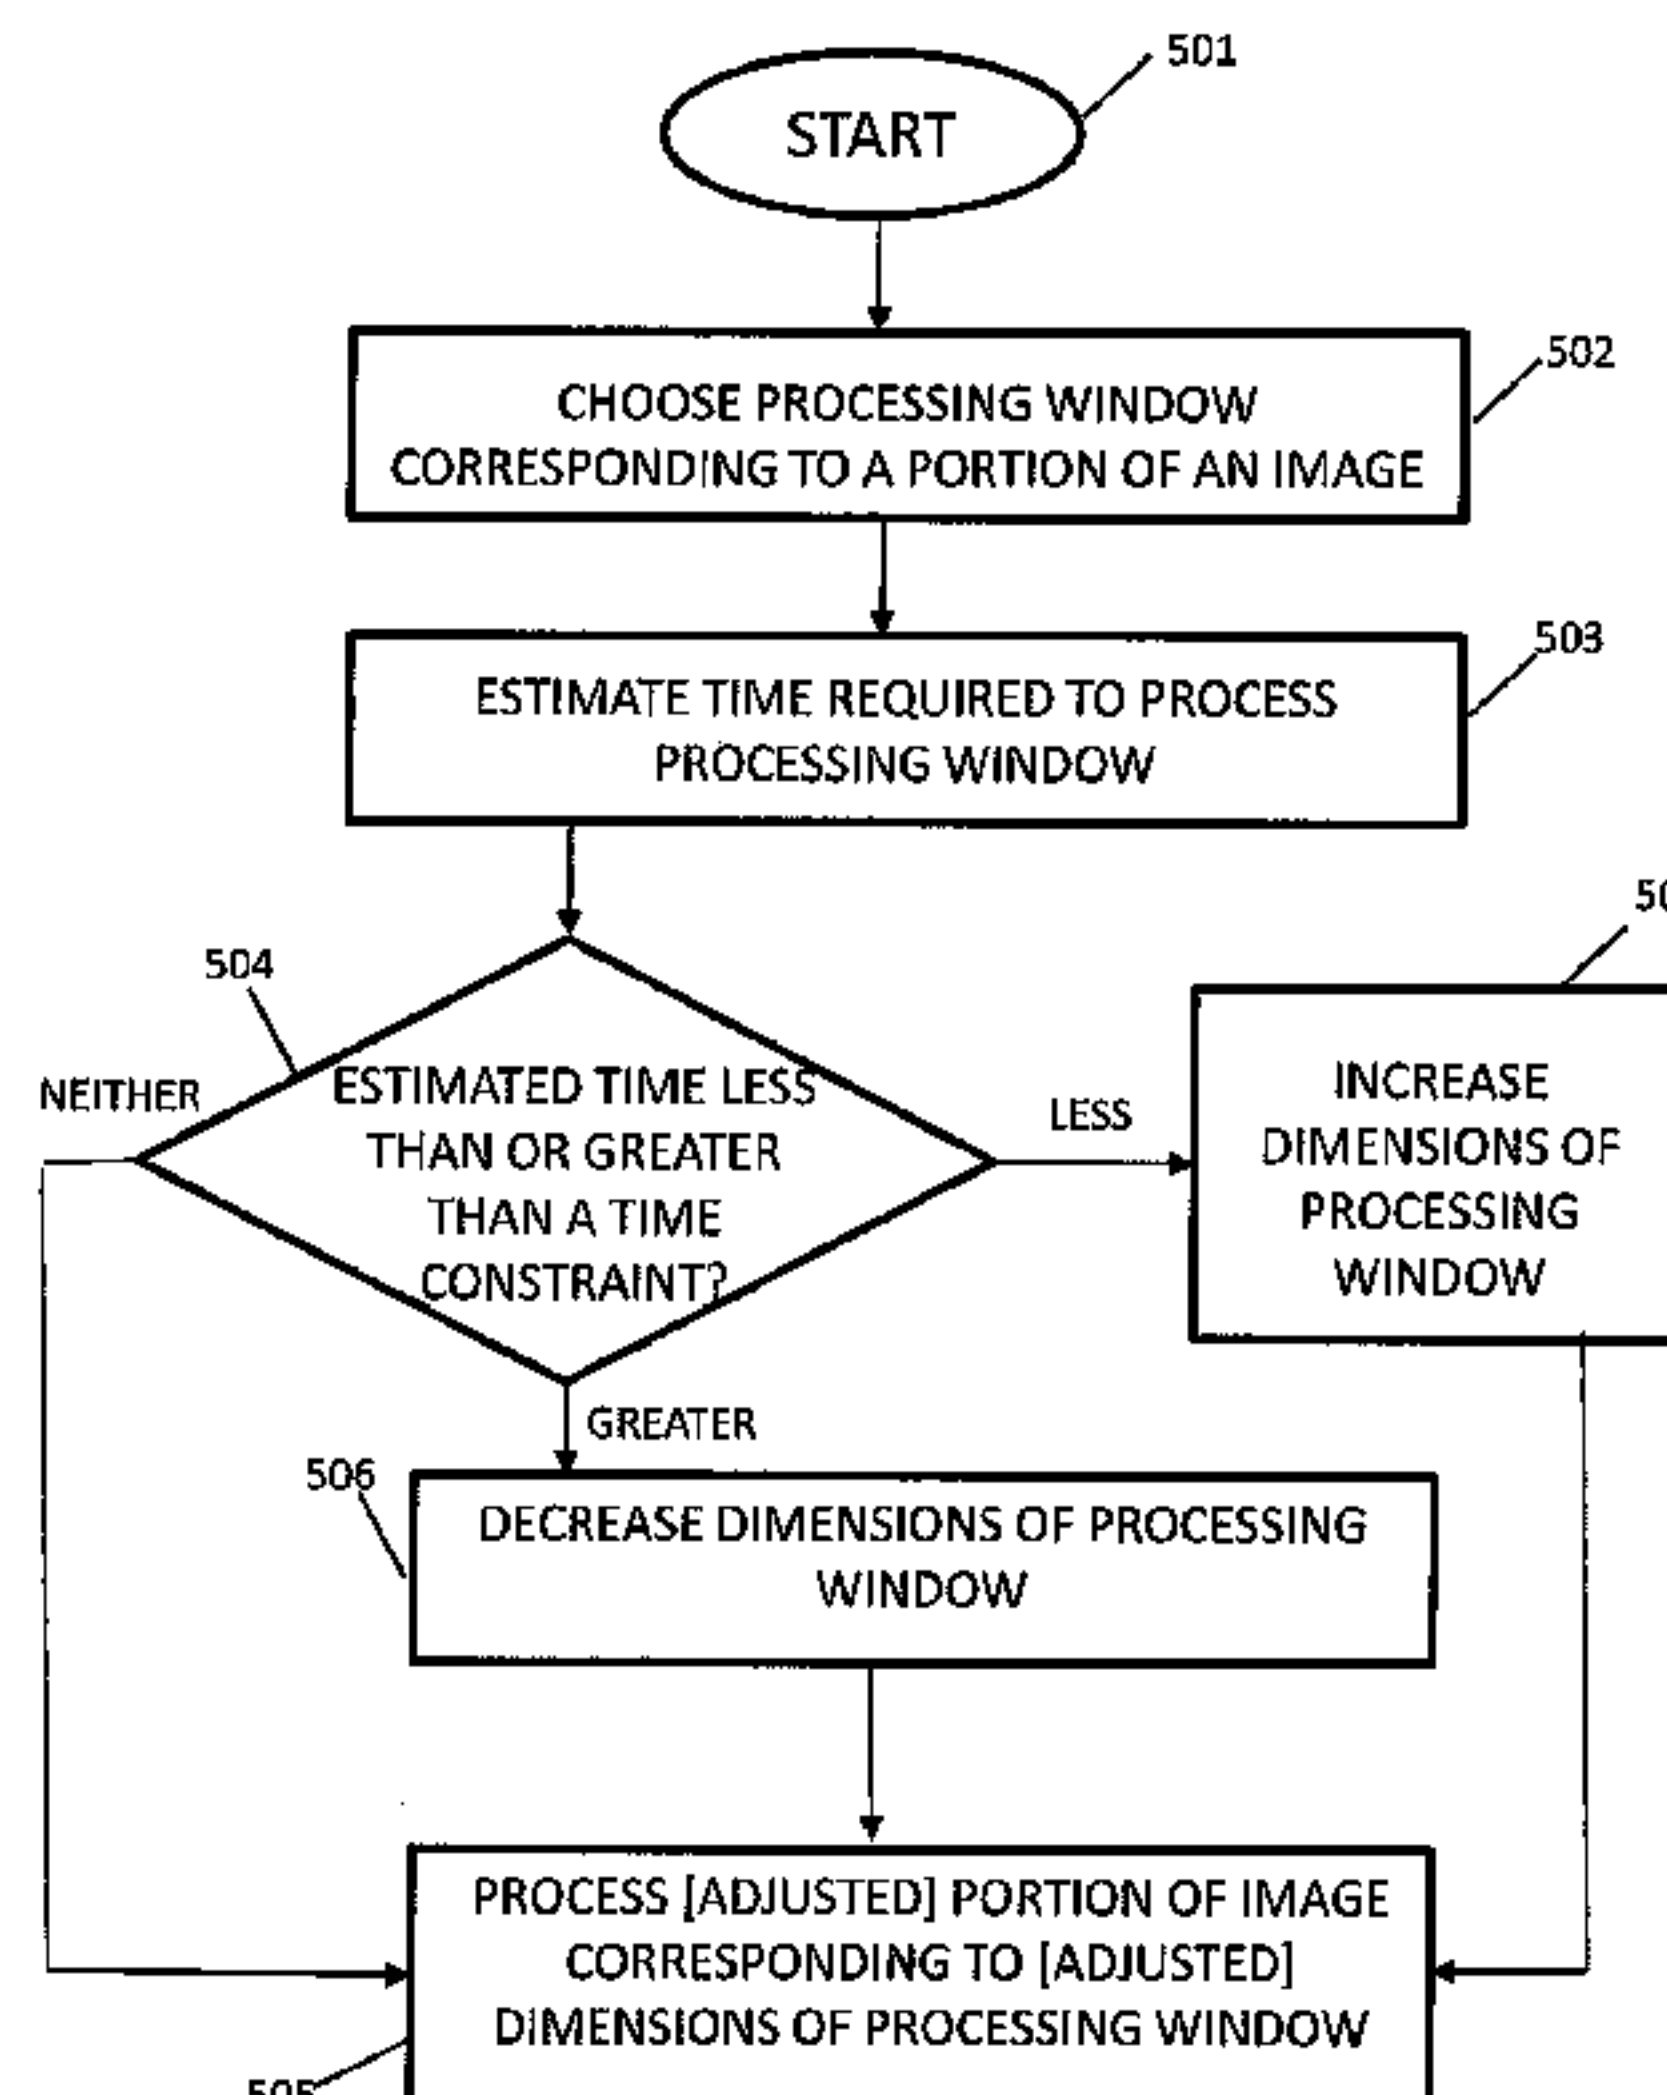 501
START
502
CHOOSE PROCESSING WINDOW
CORRESPONDING TO A PORTION OF AN IMAGE
503
ESTIMATE TIME REQUIRED TO PROCESS
PROCESSING WINDOW
504
NEITHER
ESTIMATED TIME LESS
THAN OR GREATER
THAN A TIME
CONSTRAINT?
LESS
INCREASE
DIMENSIONS OF
PROCESSING
WINDOW
GREATER
506
DECREASE DIMENSIONS OF PROCESSING
WINDOW
PROCESS [ADJUSTED] PORTION OF IMAGE
CORRESPONDING TO [ADJUSTED]
DIMENSIONS OF PROCESSING WINDOW
505